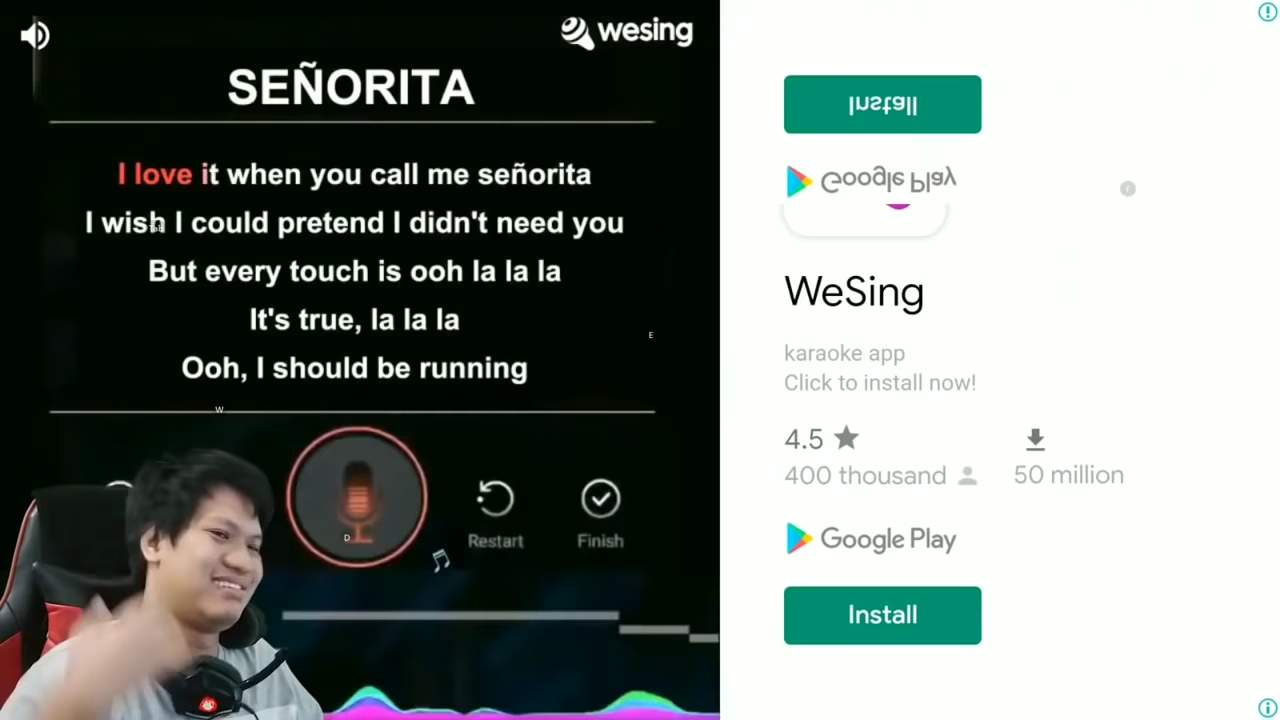 wesing
SEÑORITA
I love it when you call me señorita
I wish I could pretend I didn't need you
But every touch is ooh la la la
It's true, la la la
Ooh, I should be running
E
W
D
Restart
Finish
Install
Google Play
WeSing
karaoke app
Click to install now!
4.5
400 thousand
50 million
Google Play
Install